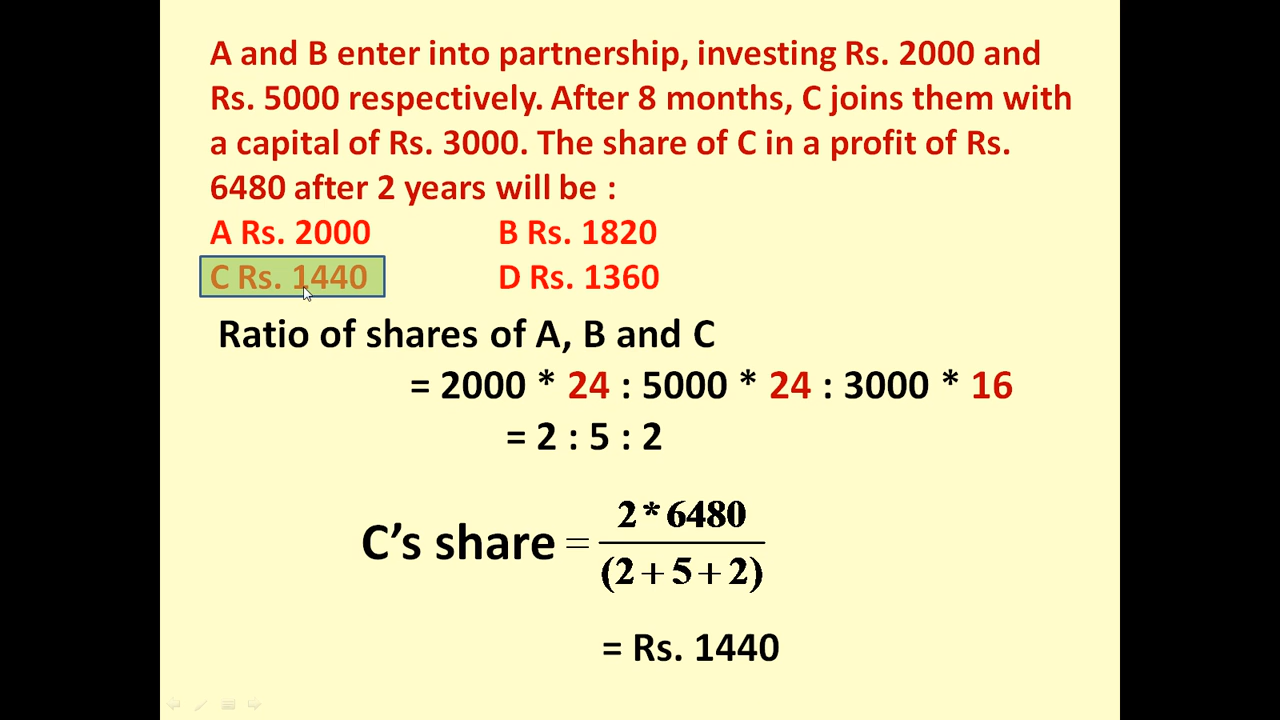 A and B enter into partnership, investing Rs. 2000 and
Rs. 5000 respectively. After 8 months, C joins them with
a capital of Rs. 3000. The share of C in a profit of Rs.
6480 after 2 years will be :
A Rs. 2000 B Rs. 1820
C Rs. 1440 D Rs. 1360
Ratio of shares of A, B and C
= 2000 * 24 : 5000 * 24 : 3000 * 16
= 2 : 5 : 2
2*6480
C’s share =
(2+5+2)
= Rs. 1440